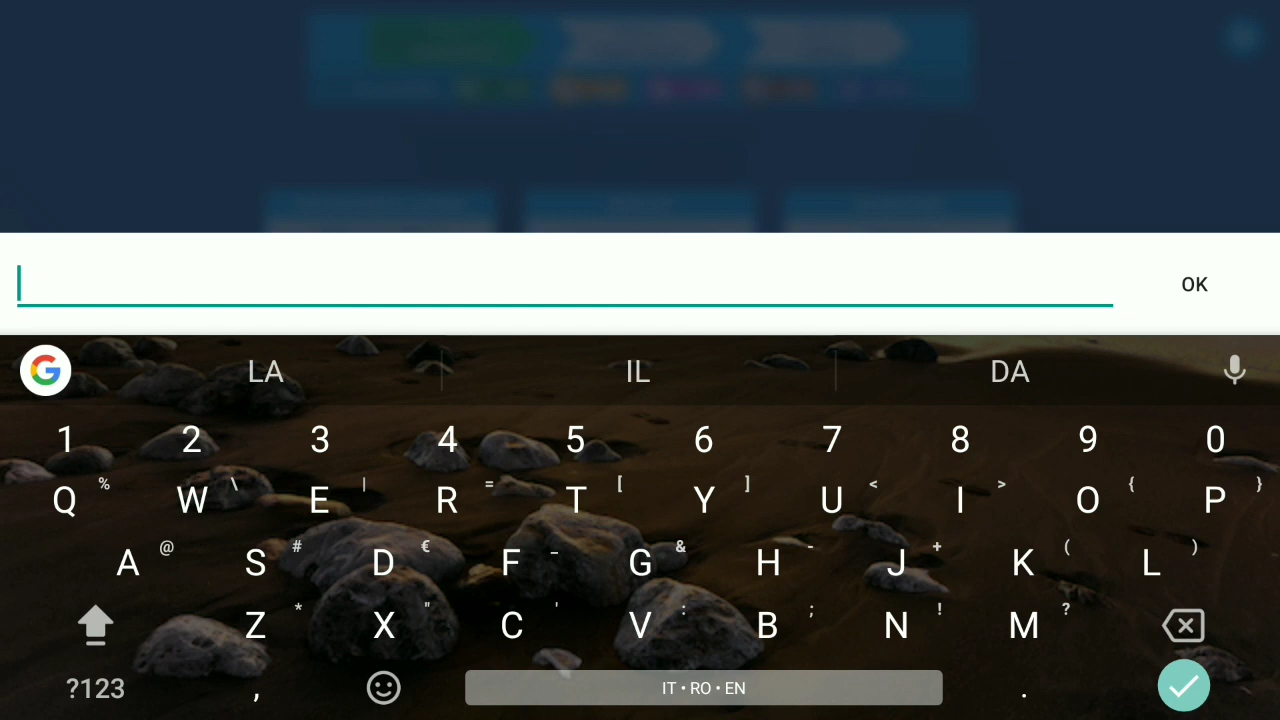 OK
LA IL DA
1 2 3 4 5 6 7 8 9 0
% \ | = [ ] < > { }
Q W E R T Y U I O P
@ # € _ & - + ( )
A S D F G H J K L
* " ' : ; ! ?
Z X C V B N M
?123 , IT • RO • EN .